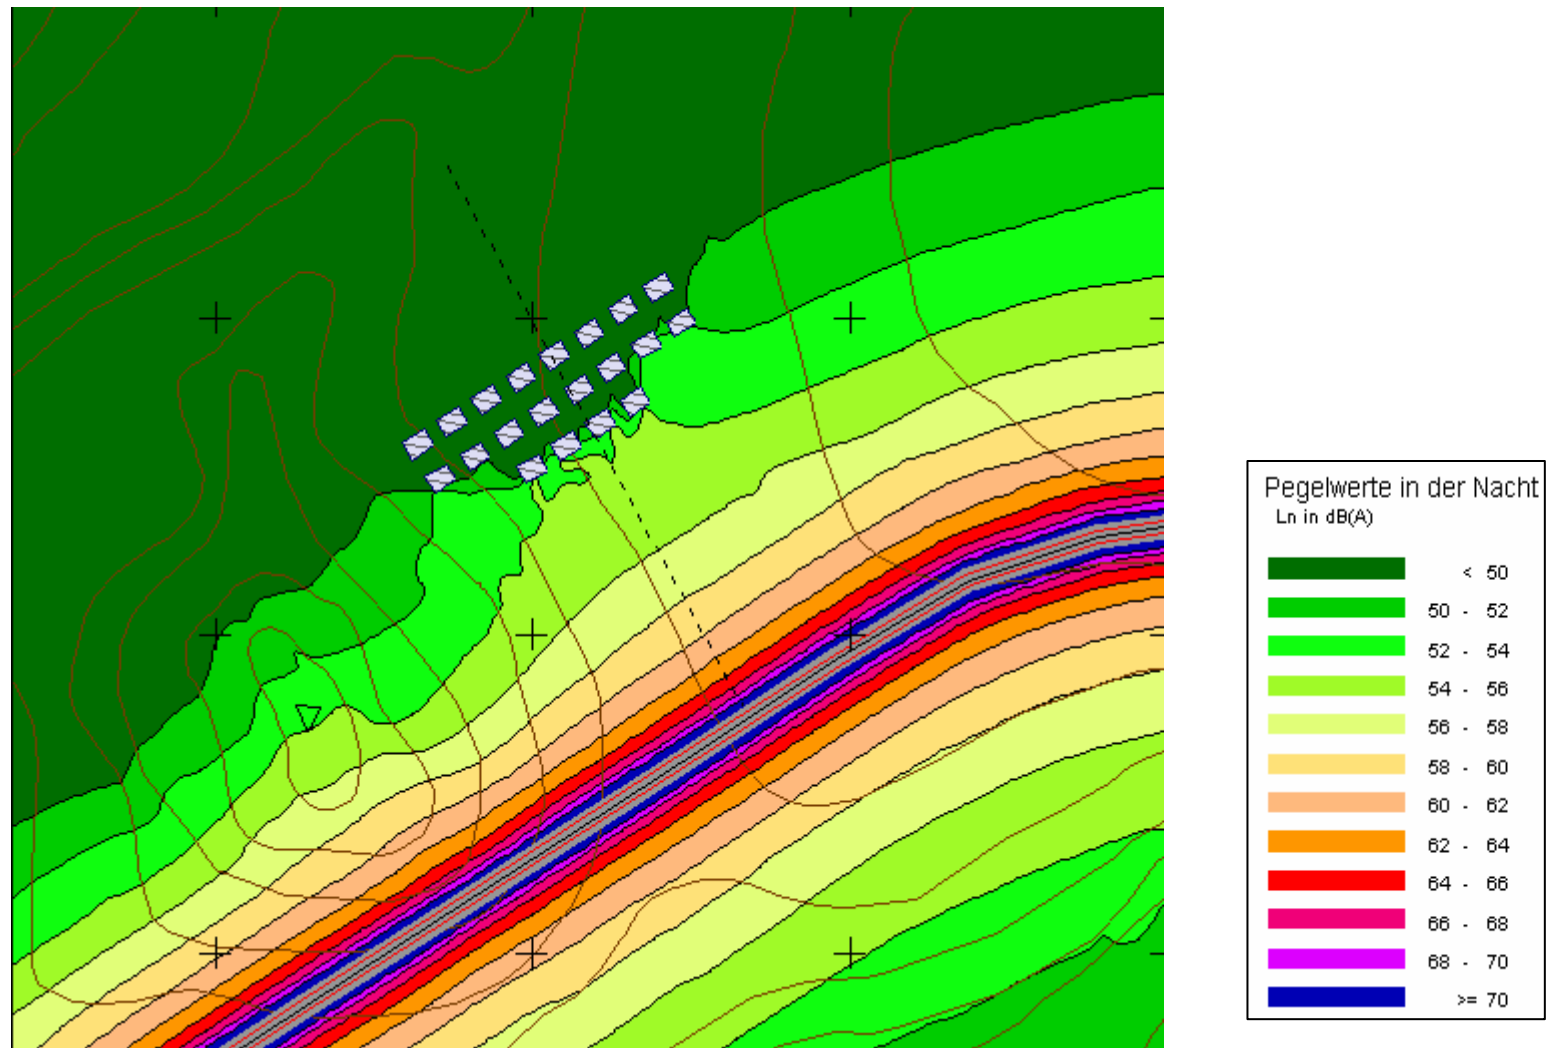 Pegelwerte in der Nacht
Ln in dB(A)
< 50
50 - 52
52 - 54
54 - 56
56 - 58
58 - 60
60 - 62
62 - 64
64 - 66
66 - 68
68 - 70
>= 70